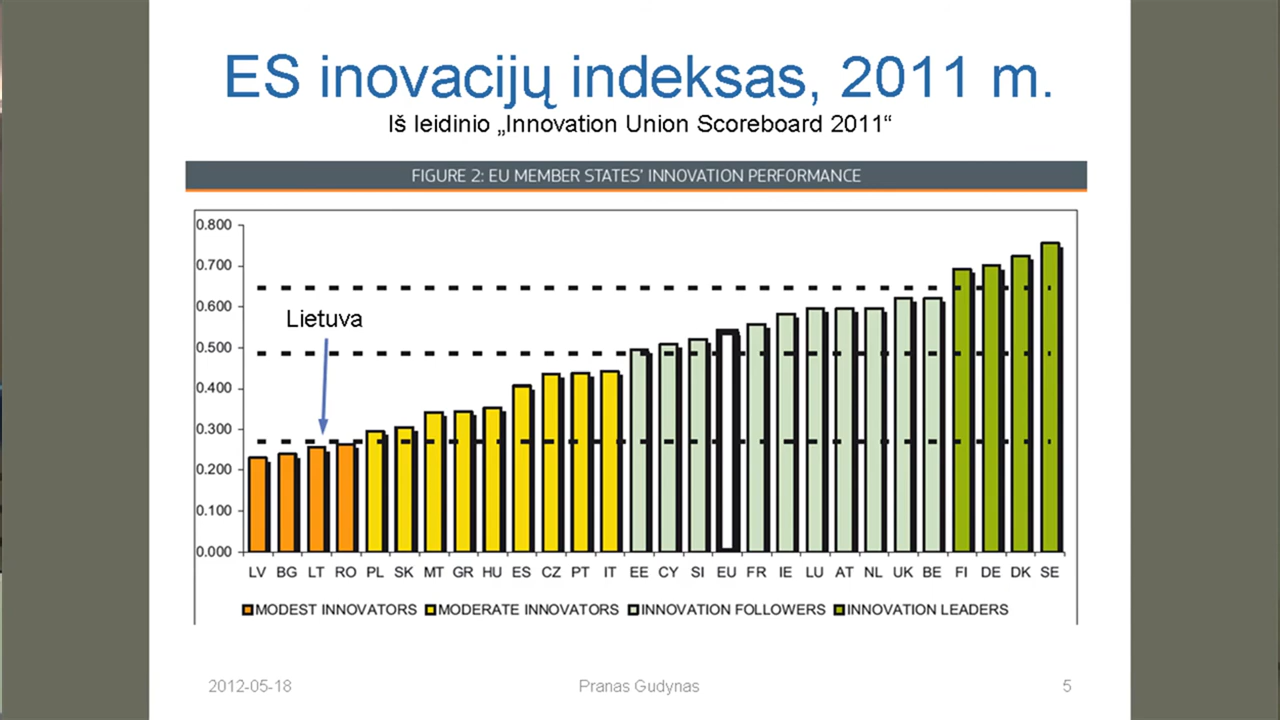 ES inovacijų indeksas, 2011 m.
Iš leidinio „Innovation Union Scoreboard 2011“
FIGURE 2: EU MEMBER STATES’ INNOVATION PERFORMANCE
0.800
0.700
0.600
Lietuva
0.500
0.400
0.300
0.200
0.100
0.000
LV BG LT RO PL SK MT GR HU ES CZ PT IT EE CY SI EU FR IE LU AT NL UK BE FI DE DK SE
MODEST INNOVATORS MODERATE INNOVATORS INNOVATION FOLLOWERS INNOVATION LEADERS
2012-05-18 Pranas Gudynas 5